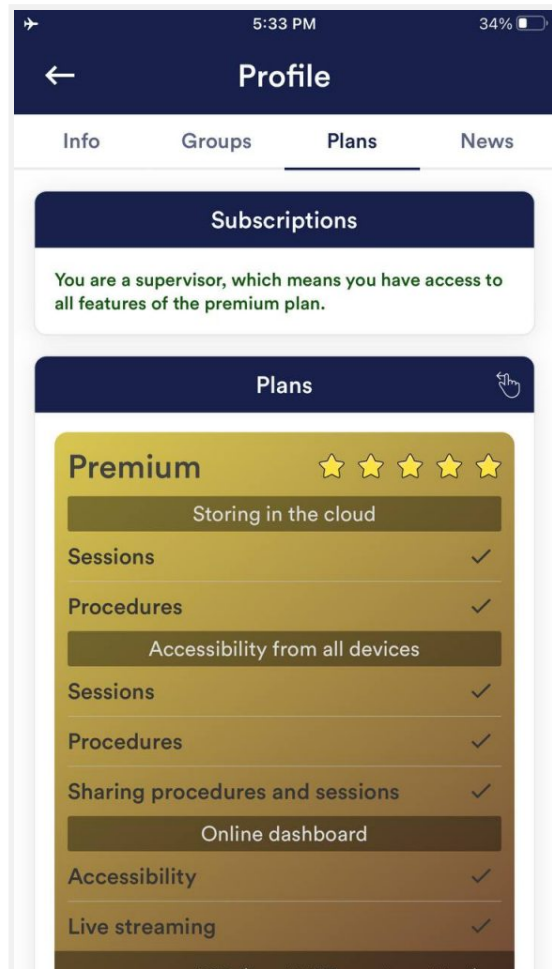 5:33 PM
34%
Profile
Info Groups Plans News
Subscriptions
You are a supervisor, which means you have access to
all features of the premium plan.
Plans
Premium
Storing in the cloud
Sessions
Procedures
Accessibility from all devices
Sessions
Procedures
Sharing procedures and sessions
Online dashboard
Accessibility
Live streaming